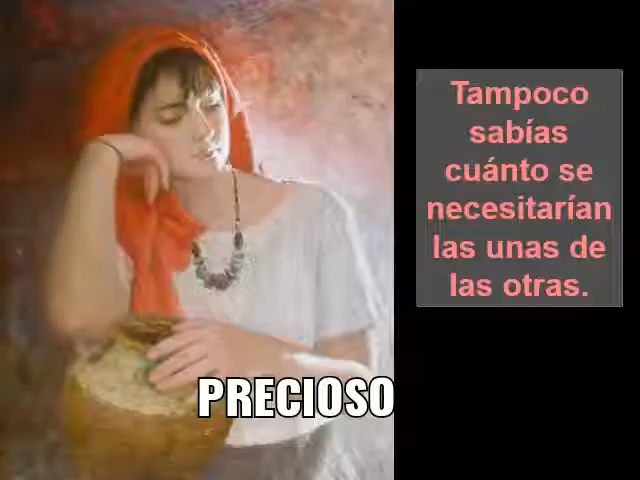 Tampoco
sabías
cuánto se
necesitarían
las unas de
las otras.
PRECIOSO